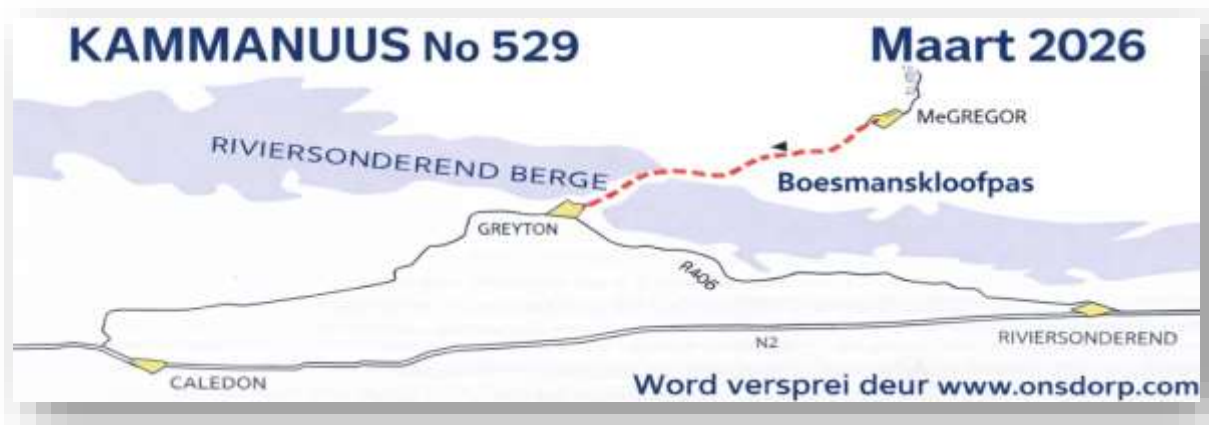 KAMMANUUS No 529
Maart 2026
MeGREGOR
RIVIERSONDEREND BERGE
Boesmanskloofpas
GREYTON
R406
N2
RIVIERSONDEREND
CALEDON
Word versprei deur www.onsdorp.com